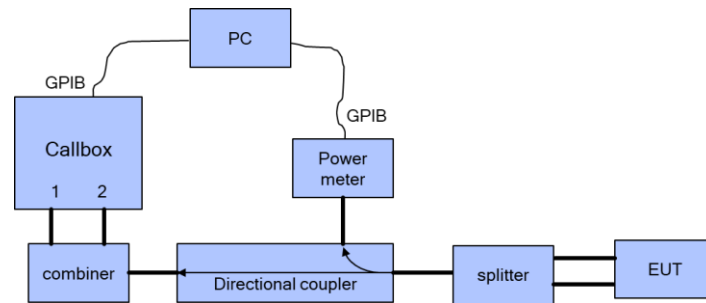 PC
GPIB
GPIB
Callbox
1 2
Power
meter
combiner
Directional coupler
splitter
EUT